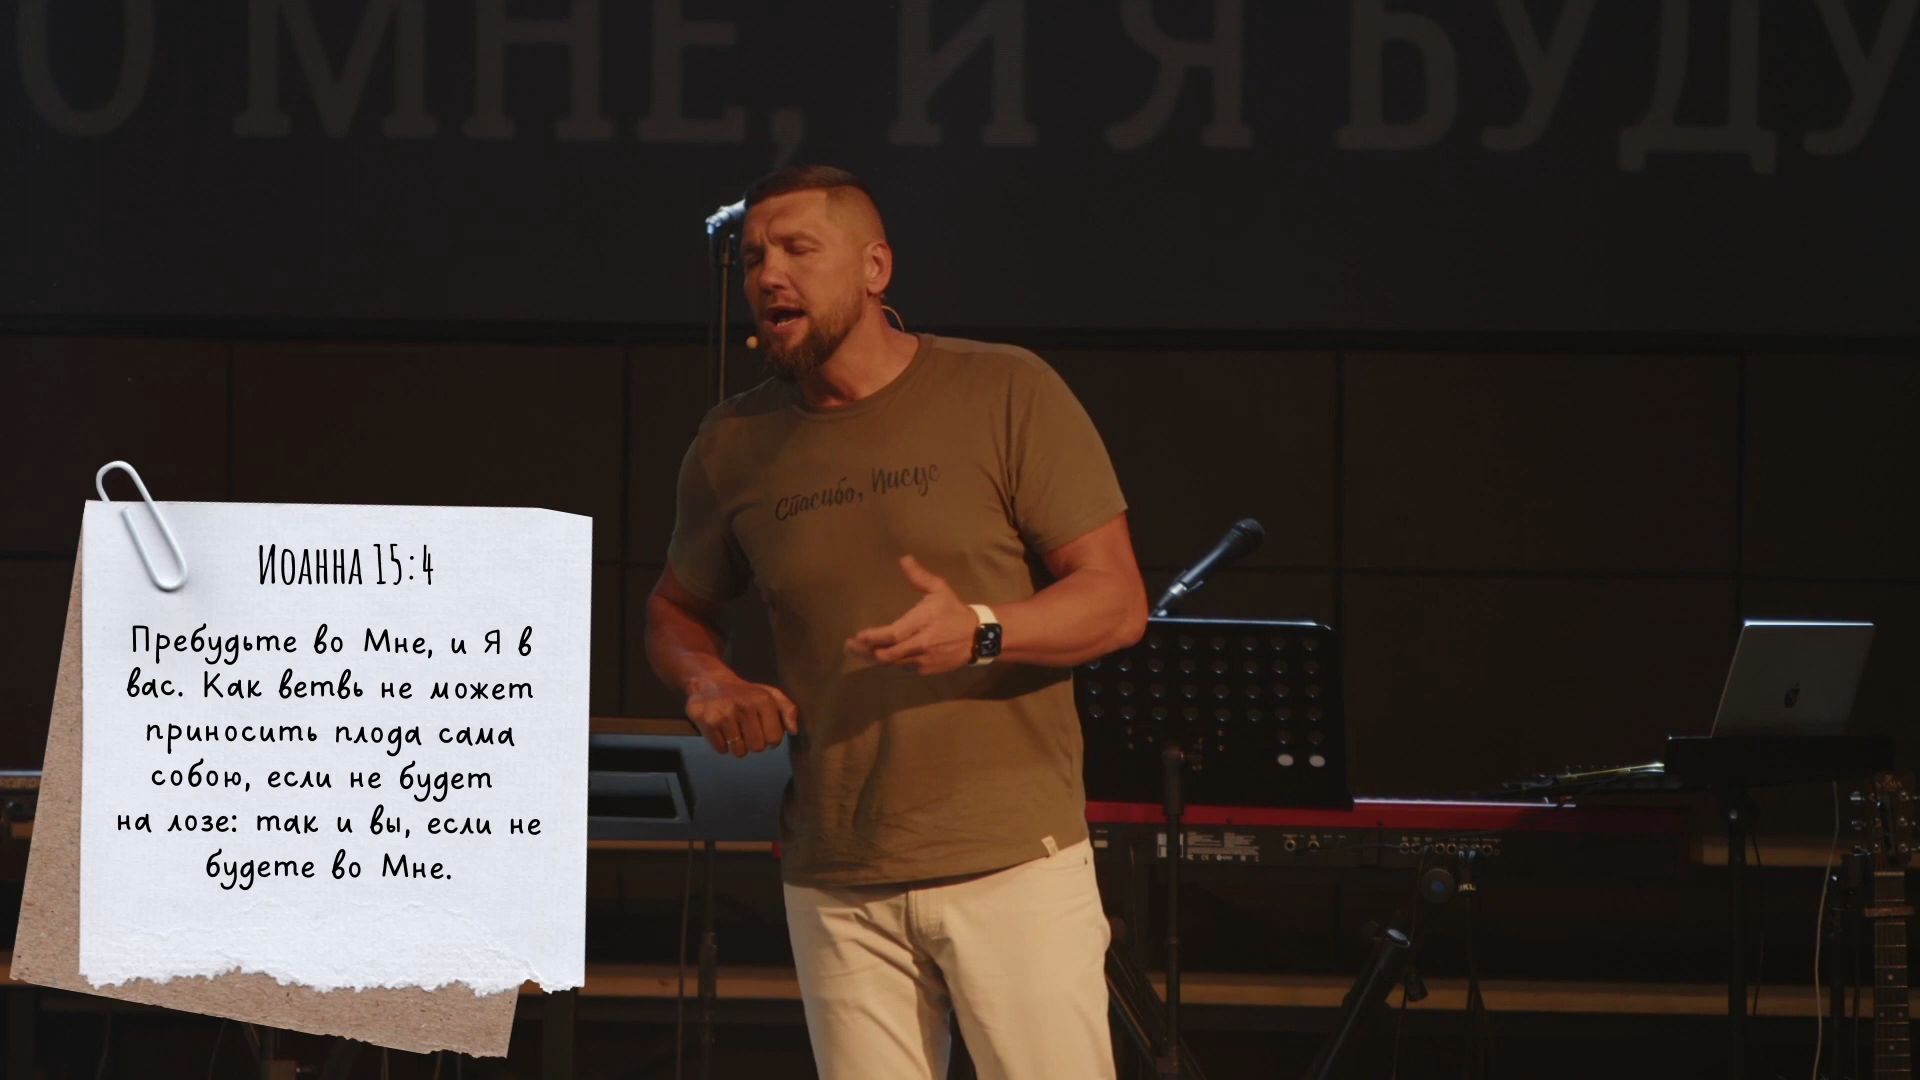 О МНЕ, И Я БУДУ
Спасибо, Иисус
Иоанна 15:4
Пребудьте во Мне, и Я в
вас. Как ветвь не может
приносить плода сама
собою, если не будет
на лозе: так и вы, если не
будете во Мне.